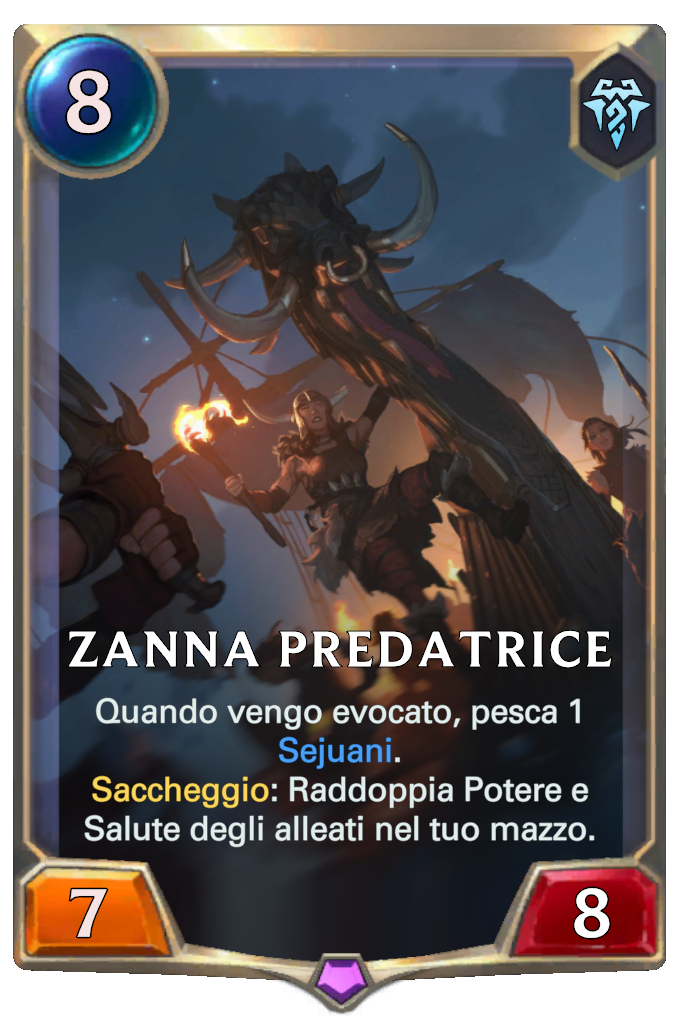 8
ZANNA PREDATRICE
Quando vengo evocato, pesca 1
Sejuani.
Saccheggio: Raddoppia Potere e
Salute degli alleati nel tuo mazzo.
7
8